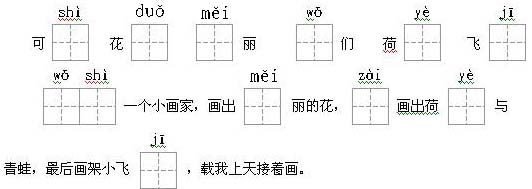 shì duǒ měi wǒ yè jī
可 花 丽 们 荷 飞
wǒ shì měi zài yè
一个小画家，画出 丽的花， 画出荷 与
jī
青蛙，最后画架小飞 ，载我上天接着画。